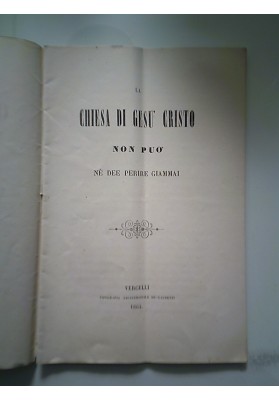 LA
CHIESA DI GESU' CRISTO
NON PUO'
NÈ DEE PERIRE GIAMMAI
VERCELLI